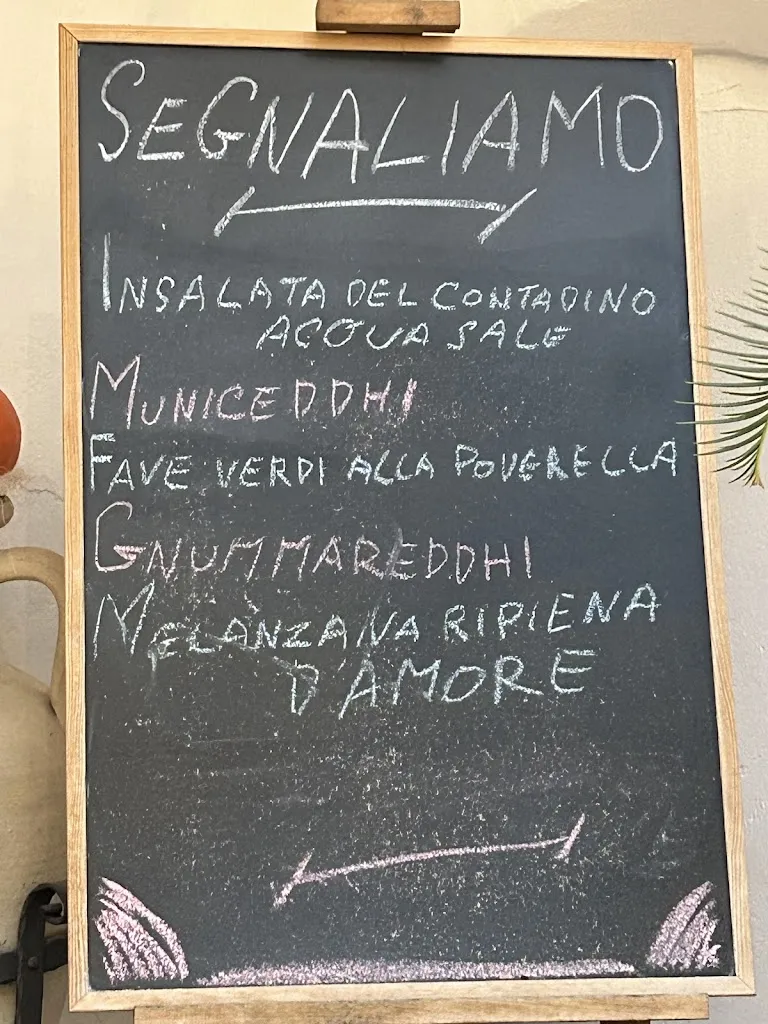 SEGNALIAMO
INSALATA DEL CONTADINO
ACQUA SALE
MUNICEDDHI
FAVE VERDI ALLA POVERELLA
GNUMMAREDDHI
MELANZANA RIPIENA
D'AMORE